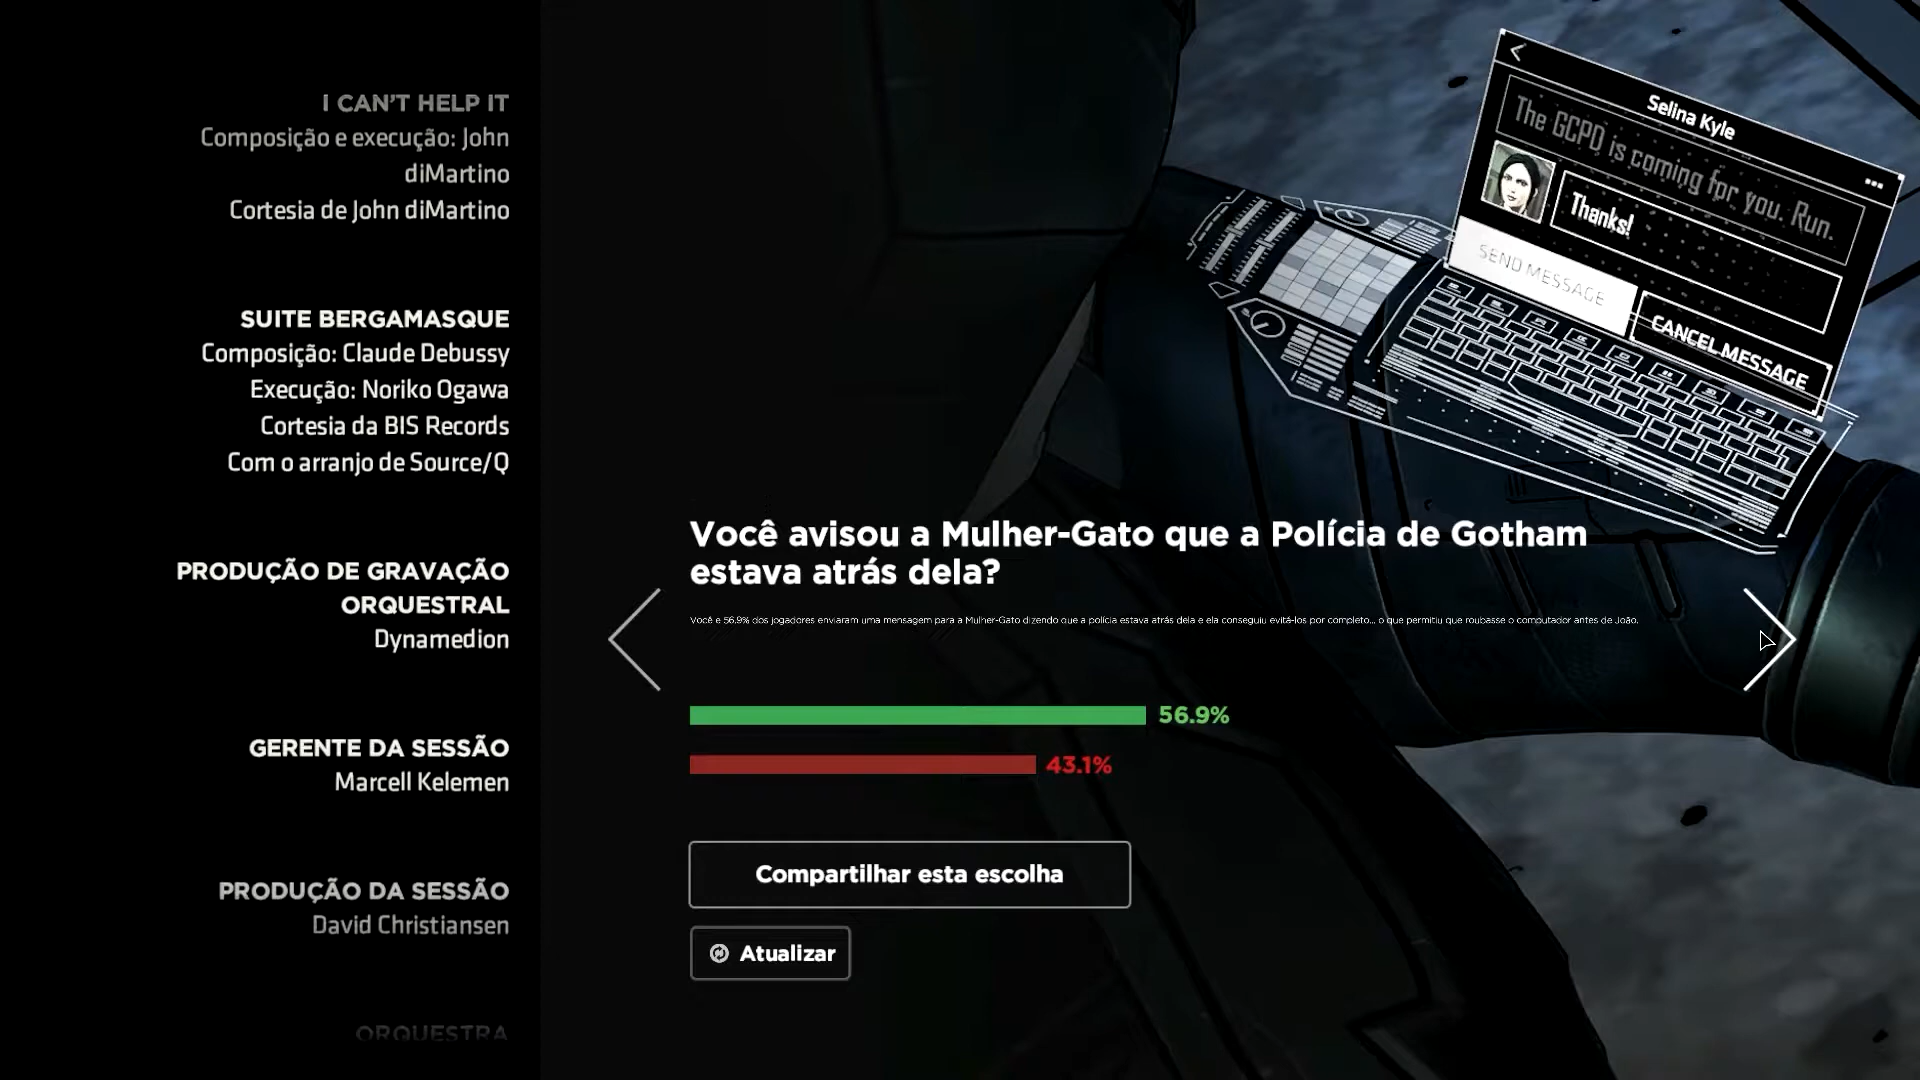 I CAN'T HELP IT
Composição e execução: John
diMartino
Cortesia de John diMartino
SUITE BERGAMASQUE
Composição: Claude Debussy
Execução: Noriko Ogawa
Cortesia da BIS Records
Com o arranjo de Source/Q
PRODUÇÃO DE GRAVAÇÃO
ORQUESTRAL
Dynamedion
GERENTE DA SESSÃO
Marcell Kelemen
PRODUÇÃO DA SESSÃO
David Christiansen
ORQUESTRA
Selina Kyle
The GCPD is coming for you. Run.
Thanks!
SEND MESSAGE
CANCEL MESSAGE
Você avisou a Mulher-Gato que a Polícia de Gotham
estava atrás dela?
Você e 56.9% dos jogadores enviaram uma mensagem para a Mulher-Gato dizendo que a polícia estava atrás dela e ela conseguiu evitá-los por completo... o que permitiu que roubasse o computador antes de João.
56.9%
43.1%
Compartilhar esta escolha
Atualizar